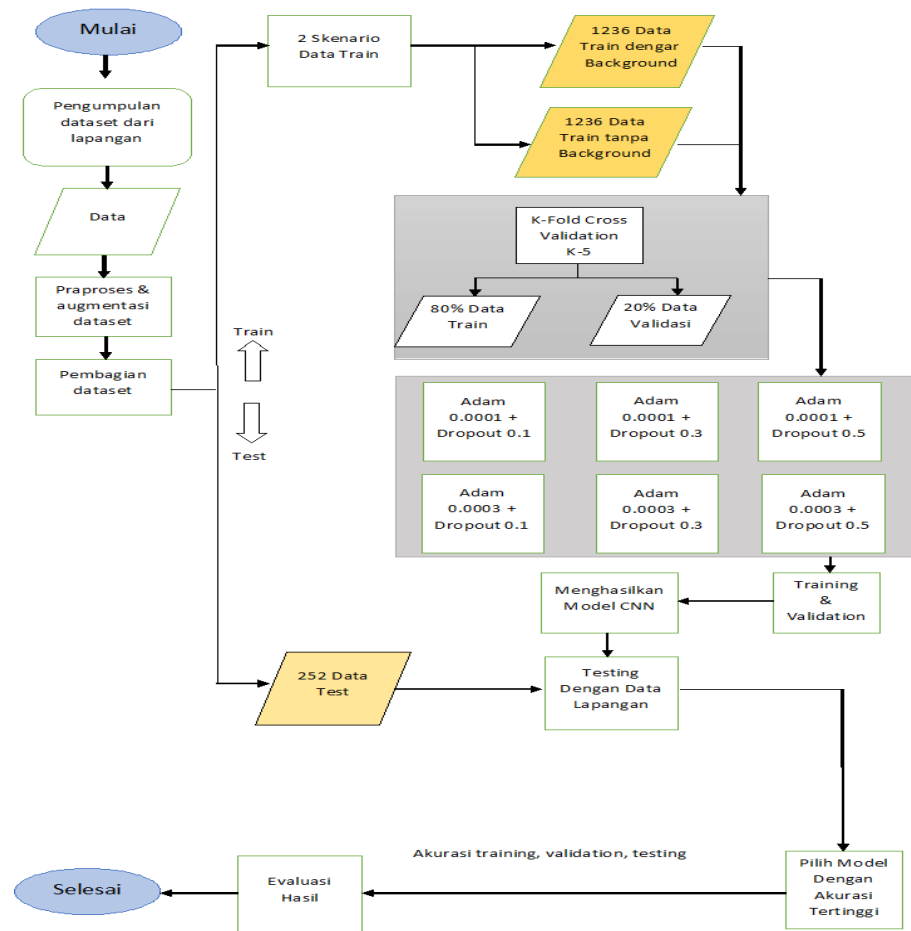 Mulai
Pengumpulan
dataset dari
lapangan
Data
Praproses &
augmentasi
dataset
Pembagian
dataset
Train
Test
2 Skenario
Data Train
1236 Data
Train dengar
Background
1236 Data
Train tanpa
Background
K-Fold Cross
Validation
K-5
80% Data
Train
20% Data
Validasi
Adam
0.0001 +
Dropout 0.1
Adam
0.0001 +
Dropout 0.3
Adam
0.0001 +
Dropout 0.5
Adam
0.0003 +
Dropout 0.1
Adam
0.0003 +
Dropout 0.3
Adam
0.0003 +
Dropout 0.5
Training
&
Validation
Menghasilkan
Model CNN
252 Data
Test
Testing
Dengan Data
Lapangan
Pilih Model
Dengan
Akurasi
Tertinggi
Akurasi training, validation, testing
Evaluasi
Hasil
Selesai